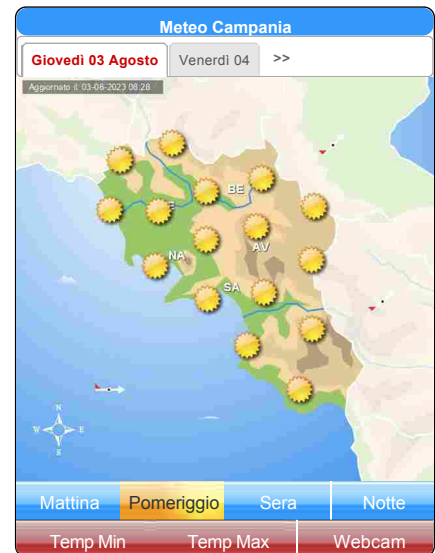 Meteo Campania
Giovedì 03 Agosto Venerdì 04 >>
Aggiornato il: 03-08-2023 08:28
BE
AV
NA
SA
N
W E
S
Mattina Pomeriggio Sera Notte
Temp Min Temp Max Webcam